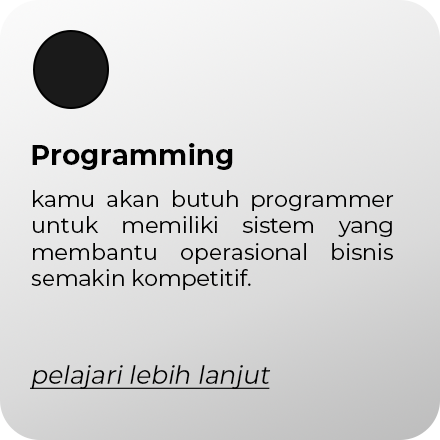 Programming
kamu akan butuh programmer
untuk memiliki sistem yang
membantu operasional bisnis
semakin kompetitif.
pelajari lebih lanjut